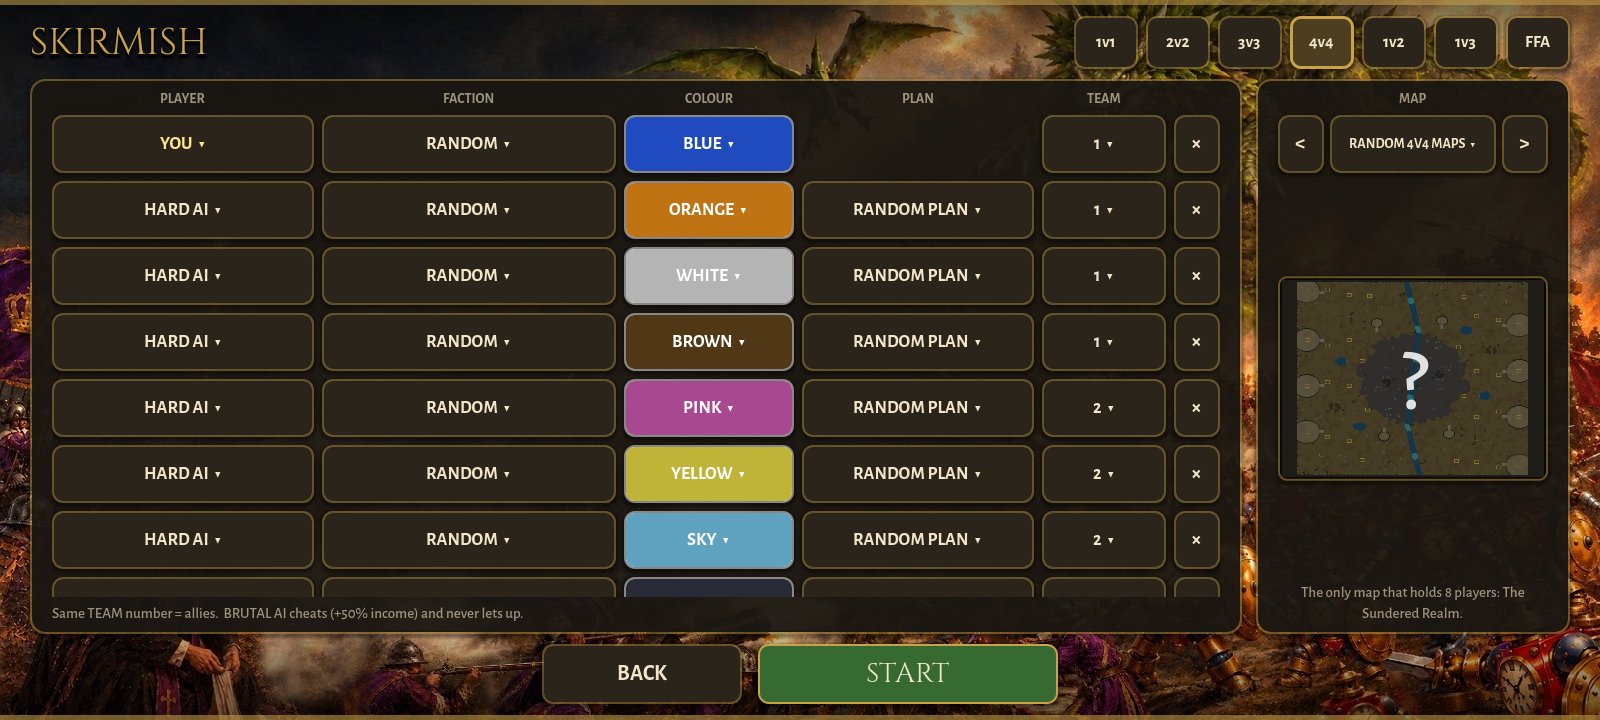 SKIRMISH
1v1 2v2 3v3 4v4 1v2 1v3 FFA
PLAYER FACTION COLOUR PLAN TEAM
YOU ▼ RANDOM ▼ BLUE ▼ 1 ▼ ×
HARD AI ▼ RANDOM ▼ ORANGE ▼ RANDOM PLAN ▼ 1 ▼ ×
HARD AI ▼ RANDOM ▼ WHITE ▼ RANDOM PLAN ▼ 1 ▼ ×
HARD AI ▼ RANDOM ▼ BROWN ▼ RANDOM PLAN ▼ 1 ▼ ×
HARD AI ▼ RANDOM ▼ PINK ▼ RANDOM PLAN ▼ 2 ▼ ×
HARD AI ▼ RANDOM ▼ YELLOW ▼ RANDOM PLAN ▼ 2 ▼ ×
HARD AI ▼ RANDOM ▼ SKY ▼ RANDOM PLAN ▼ 2 ▼ ×
Same TEAM number = allies. BRUTAL AI cheats (+50% income) and never lets up.
MAP
< RANDOM 4V4 MAPS ▼ >
?
The only map that holds 8 players: The
Sundered Realm.
BACK START